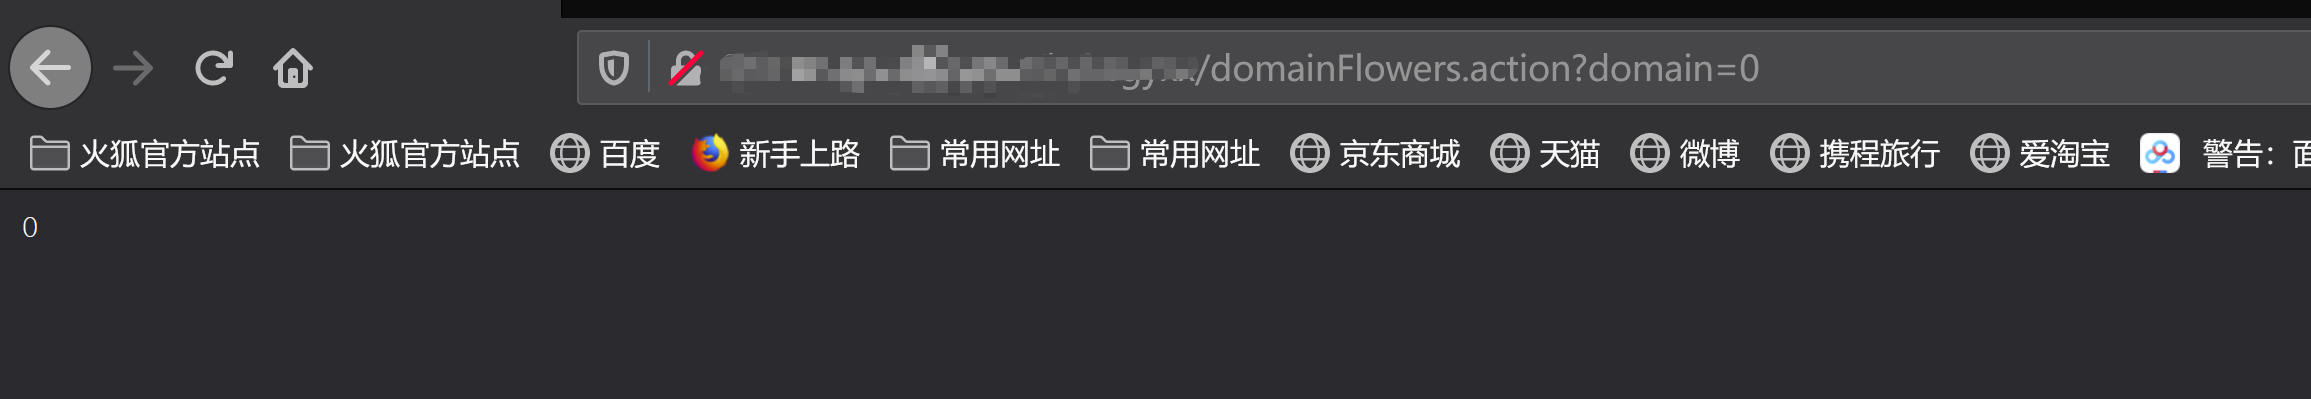 /domainFlowers.action?domain=0
火狐官方站点 火狐官方站点 百度 新手上路 常用网址 常用网址 京东商城 天猫 微博 携程旅行 爱淘宝 警告：
0